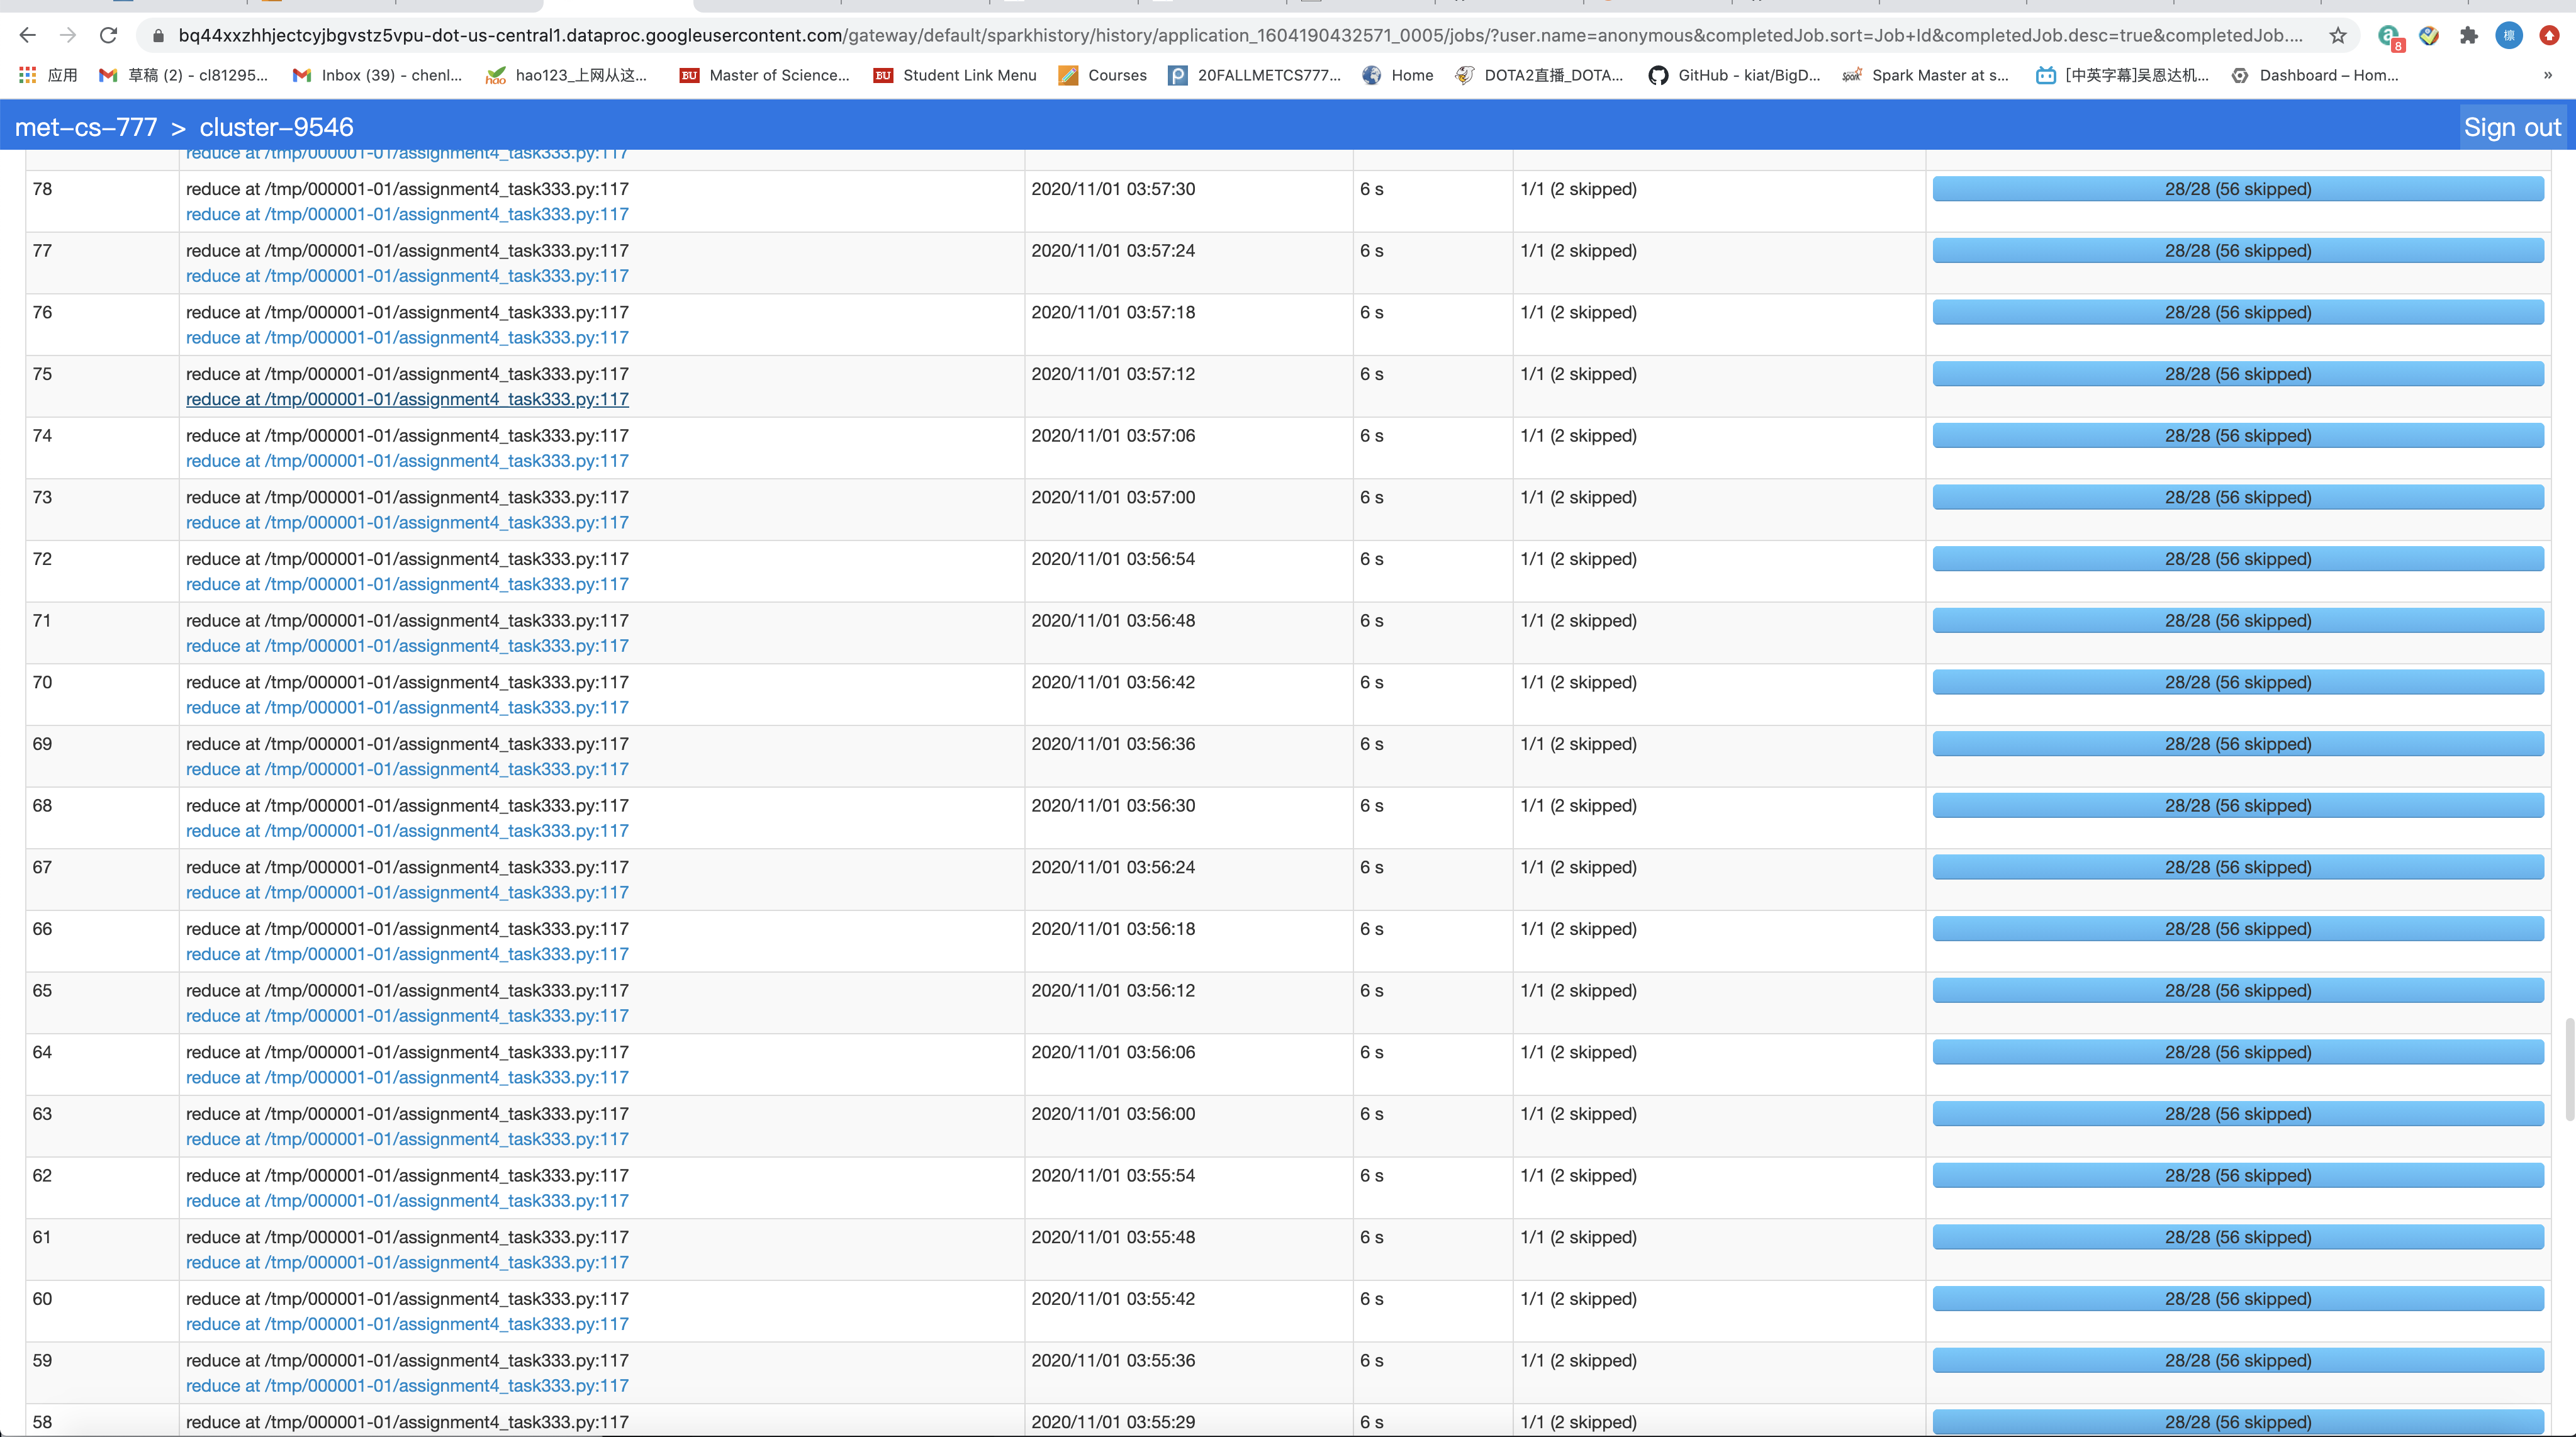 bq44xxzhhjectcyjbgvstz5vpu-dot-us-central1.dataproc.googleusercontent.com/gateway/default/sparkhistory/history/application_1604190432571_0005/jobs/?user.name=anonymous&completedJob.sort=Job+Id&completedJob.desc=true&completedJob....
8
标
应用 草稿 (2) - cl81295... Inbox (39) - chenl... hao hao123_上网从这... BU Master of Science... BU Student Link Menu Courses P 20FALLMETCS777... Home DOTA2直播_DOTA... GitHub - kiat/BigD... Spark Master at s... [中英字幕]吴恩达机... Dashboard – Hom... »
met-cs-777 > cluster-9546 Sign out
reduce at /tmp/000001-01/assignment4_task333.py:117
78 reduce at /tmp/000001-01/assignment4_task333.py:117 2020/11/01 03:57:30 6 s 1/1 (2 skipped) 28/28 (56 skipped)
reduce at /tmp/000001-01/assignment4_task333.py:117
77 reduce at /tmp/000001-01/assignment4_task333.py:117 2020/11/01 03:57:24 6 s 1/1 (2 skipped) 28/28 (56 skipped)
reduce at /tmp/000001-01/assignment4_task333.py:117
76 reduce at /tmp/000001-01/assignment4_task333.py:117 2020/11/01 03:57:18 6 s 1/1 (2 skipped) 28/28 (56 skipped)
reduce at /tmp/000001-01/assignment4_task333.py:117
75 reduce at /tmp/000001-01/assignment4_task333.py:117 2020/11/01 03:57:12 6 s 1/1 (2 skipped) 28/28 (56 skipped)
reduce at /tmp/000001-01/assignment4_task333.py:117
74 reduce at /tmp/000001-01/assignment4_task333.py:117 2020/11/01 03:57:06 6 s 1/1 (2 skipped) 28/28 (56 skipped)
reduce at /tmp/000001-01/assignment4_task333.py:117
73 reduce at /tmp/000001-01/assignment4_task333.py:117 2020/11/01 03:57:00 6 s 1/1 (2 skipped) 28/28 (56 skipped)
reduce at /tmp/000001-01/assignment4_task333.py:117
72 reduce at /tmp/000001-01/assignment4_task333.py:117 2020/11/01 03:56:54 6 s 1/1 (2 skipped) 28/28 (56 skipped)
reduce at /tmp/000001-01/assignment4_task333.py:117
71 reduce at /tmp/000001-01/assignment4_task333.py:117 2020/11/01 03:56:48 6 s 1/1 (2 skipped) 28/28 (56 skipped)
reduce at /tmp/000001-01/assignment4_task333.py:117
70 reduce at /tmp/000001-01/assignment4_task333.py:117 2020/11/01 03:56:42 6 s 1/1 (2 skipped) 28/28 (56 skipped)
reduce at /tmp/000001-01/assignment4_task333.py:117
69 reduce at /tmp/000001-01/assignment4_task333.py:117 2020/11/01 03:56:36 6 s 1/1 (2 skipped) 28/28 (56 skipped)
reduce at /tmp/000001-01/assignment4_task333.py:117
68 reduce at /tmp/000001-01/assignment4_task333.py:117 2020/11/01 03:56:30 6 s 1/1 (2 skipped) 28/28 (56 skipped)
reduce at /tmp/000001-01/assignment4_task333.py:117
67 reduce at /tmp/000001-01/assignment4_task333.py:117 2020/11/01 03:56:24 6 s 1/1 (2 skipped) 28/28 (56 skipped)
reduce at /tmp/000001-01/assignment4_task333.py:117
66 reduce at /tmp/000001-01/assignment4_task333.py:117 2020/11/01 03:56:18 6 s 1/1 (2 skipped) 28/28 (56 skipped)
reduce at /tmp/000001-01/assignment4_task333.py:117
65 reduce at /tmp/000001-01/assignment4_task333.py:117 2020/11/01 03:56:12 6 s 1/1 (2 skipped) 28/28 (56 skipped)
reduce at /tmp/000001-01/assignment4_task333.py:117
64 reduce at /tmp/000001-01/assignment4_task333.py:117 2020/11/01 03:56:06 6 s 1/1 (2 skipped) 28/28 (56 skipped)
reduce at /tmp/000001-01/assignment4_task333.py:117
63 reduce at /tmp/000001-01/assignment4_task333.py:117 2020/11/01 03:56:00 6 s 1/1 (2 skipped) 28/28 (56 skipped)
reduce at /tmp/000001-01/assignment4_task333.py:117
62 reduce at /tmp/000001-01/assignment4_task333.py:117 2020/11/01 03:55:54 6 s 1/1 (2 skipped) 28/28 (56 skipped)
reduce at /tmp/000001-01/assignment4_task333.py:117
61 reduce at /tmp/000001-01/assignment4_task333.py:117 2020/11/01 03:55:48 6 s 1/1 (2 skipped) 28/28 (56 skipped)
reduce at /tmp/000001-01/assignment4_task333.py:117
60 reduce at /tmp/000001-01/assignment4_task333.py:117 2020/11/01 03:55:42 6 s 1/1 (2 skipped) 28/28 (56 skipped)
reduce at /tmp/000001-01/assignment4_task333.py:117
59 reduce at /tmp/000001-01/assignment4_task333.py:117 2020/11/01 03:55:36 6 s 1/1 (2 skipped) 28/28 (56 skipped)
reduce at /tmp/000001-01/assignment4_task333.py:117
58 reduce at /tmp/000001-01/assignment4_task333.py:117 2020/11/01 03:55:29 6 s 1/1 (2 skipped) 28/28 (56 skipped)